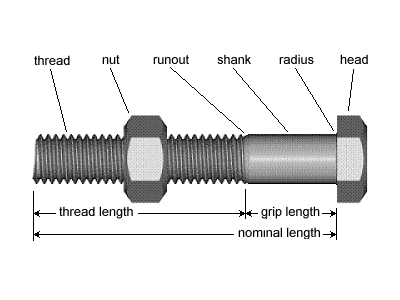 thread nut runout shank radius head
thread length grip length
nominal length